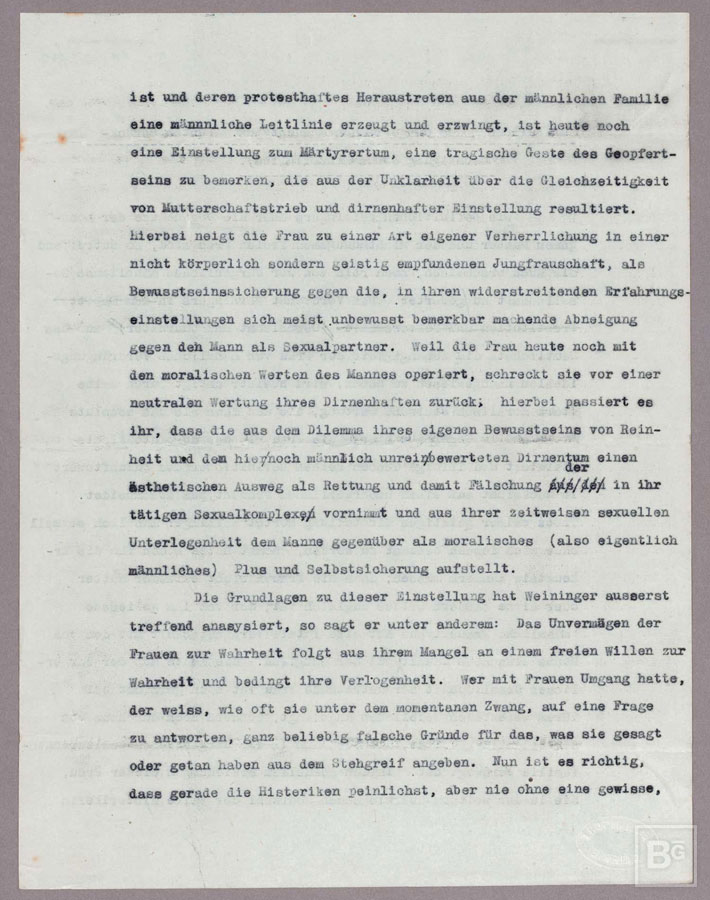 ist und deren protesthaftes Heraustreten aus der männlichen Familie
eine männnliche Leitlinie erzeugt und erzwingt, ist heute noch
eine Einstellung zum Märtyrertum, eine tragische Geste des Geopfert-
seins zu bemerken, die aus der Unklarheit über die Gleichzeitigkeit
von Mutterschaftstrieb und dirnenhafter Einstellung resultiert.
Hierbei neigt die Frau zu einer Art eigener Verherrlichung in einer
nicht körperlich sondern geistig empfundenen Jungfrauschaft, als
Bewusstseinssicherung gegen die, in ihren widerstreitenden Erfahrungs-
einstellungen sich meist unbewusst bemerkbar machende Abneigung
gegen den Mann als Sexualpartner. Weil die Frau heute noch mit
den moralischen Werten des Mannes operiert, schreckt sie vor einer
neutralen Wertung ihres Dirnenhaften zurück; hierbei passiert es
ihr, dass die aus dem Dilemma ihres eigenen Bewusstseins von Rein-
heit und dem hier/noch männlich unrein/bewerteten Dirnentum einen
der
ästhetischen Ausweg als Rettung und damit Fälschung in ihr
tätigen Sexualkomplexe vornimmt und aus ihrer zeitweisen sexuellen
Unterlegenheit dem Manne gegenüber als moralisches (also eigentlich
männliches) Plus und Selbstsicherung aufstellt.
Die Grundlagen zu dieser Einstellung hat Weininger ausserst
treffend anasysiert, so sagt er unter anderem: Das Unvermögen der
Frauen zur Wahrheit folgt aus ihrem Mangel an einem freien Willen zur
Wahrheit und bedingt ihre Verlogenheit. Wer mit Frauen Umgang hatte,
der weiss, wie oft sie unter dem momentanen Zwang, auf eine Frage
zu antworten, ganz beliebig falsche Gründe für das, was sie gesagt
oder getan haben aus dem Stehgreif angeben. Nun ist es richtig,
dass gerade die Histeriken peinlichst, aber nie ohne eine gewisse,
BG